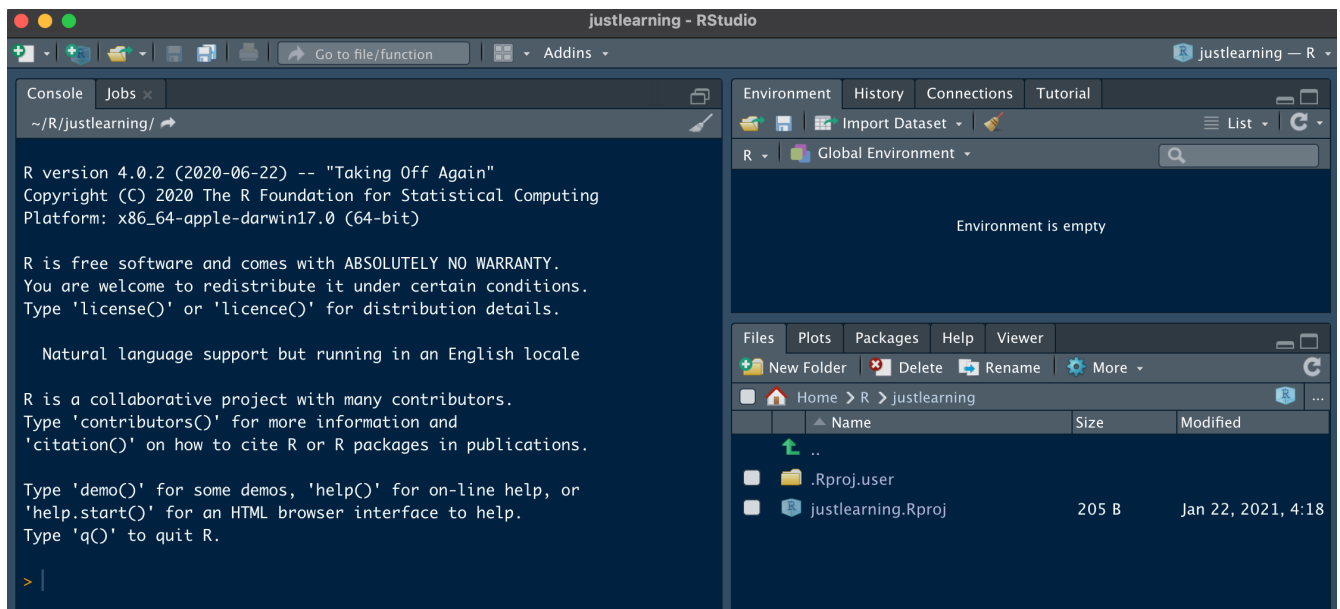 justlearning - RStudio
Go to file/function
Addins
justlearning — R
Console Jobs
~/R/justlearning/
R version 4.0.2 (2020-06-22) -- "Taking Off Again"
Copyright (C) 2020 The R Foundation for Statistical Computing
Platform: x86_64-apple-darwin17.0 (64-bit)
R is free software and comes with ABSOLUTELY NO WARRANTY.
You are welcome to redistribute it under certain conditions.
Type 'license()' or 'licence()' for distribution details.
Natural language support but running in an English locale
R is a collaborative project with many contributors.
Type 'contributors()' for more information and
'citation()' on how to cite R or R packages in publications.
Type 'demo()' for some demos, 'help()' for on-line help, or
'help.start()' for an HTML browser interface to help.
Type 'q()' to quit R.
>
Environment History Connections Tutorial
Import Dataset List
R Global Environment
Environment is empty
Files Plots Packages Help Viewer
New Folder Delete Rename More
Home > R > justlearning ...
Name Size Modified
..
.Rproj.user
justlearning.Rproj 205 B Jan 22, 2021, 4:18